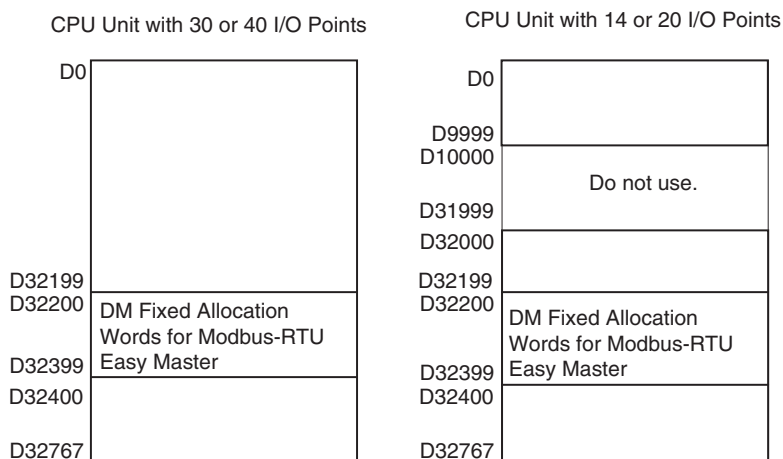 CPU Unit with 30 or 40 I/O Points
D0
D32199
D32200
DM Fixed Allocation
Words for Modbus-RTU
Easy Master
D32399
D32400
D32767
CPU Unit with 14 or 20 I/O Points
D0
D9999
D10000
Do not use.
D31999
D32000
D32199
D32200
DM Fixed Allocation
Words for Modbus-RTU
Easy Master
D32399
D32400
D32767